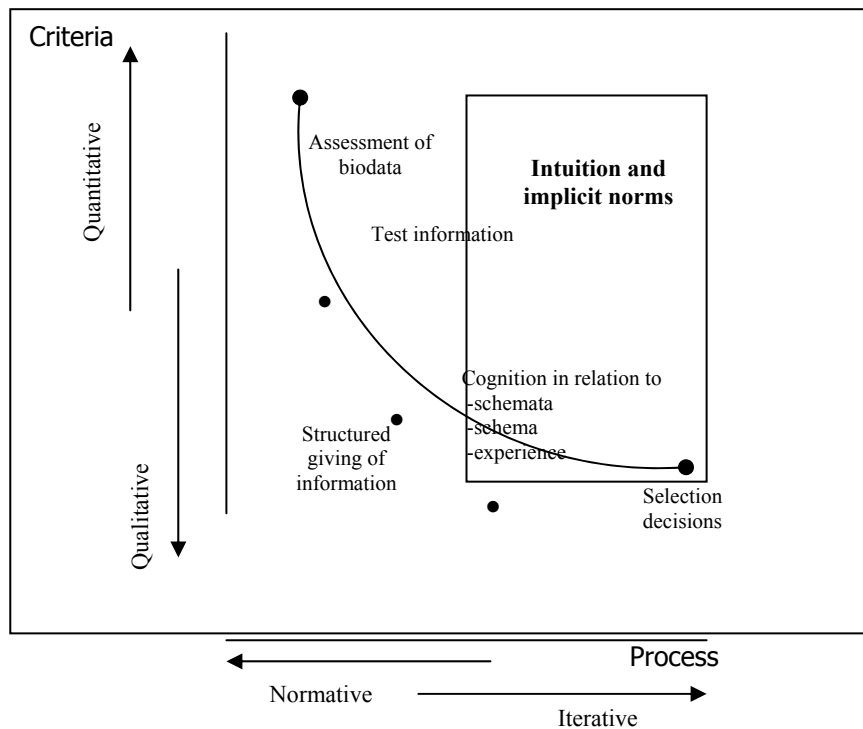 Criteria
Quantitative
Qualitative
Assessment of
biodata
Intuition and
implicit norms
Test information
Cognition in relation to
-schemata
-schema
-experience
Structured
giving of
information
Selection
decisions
Process
Normative
Iterative